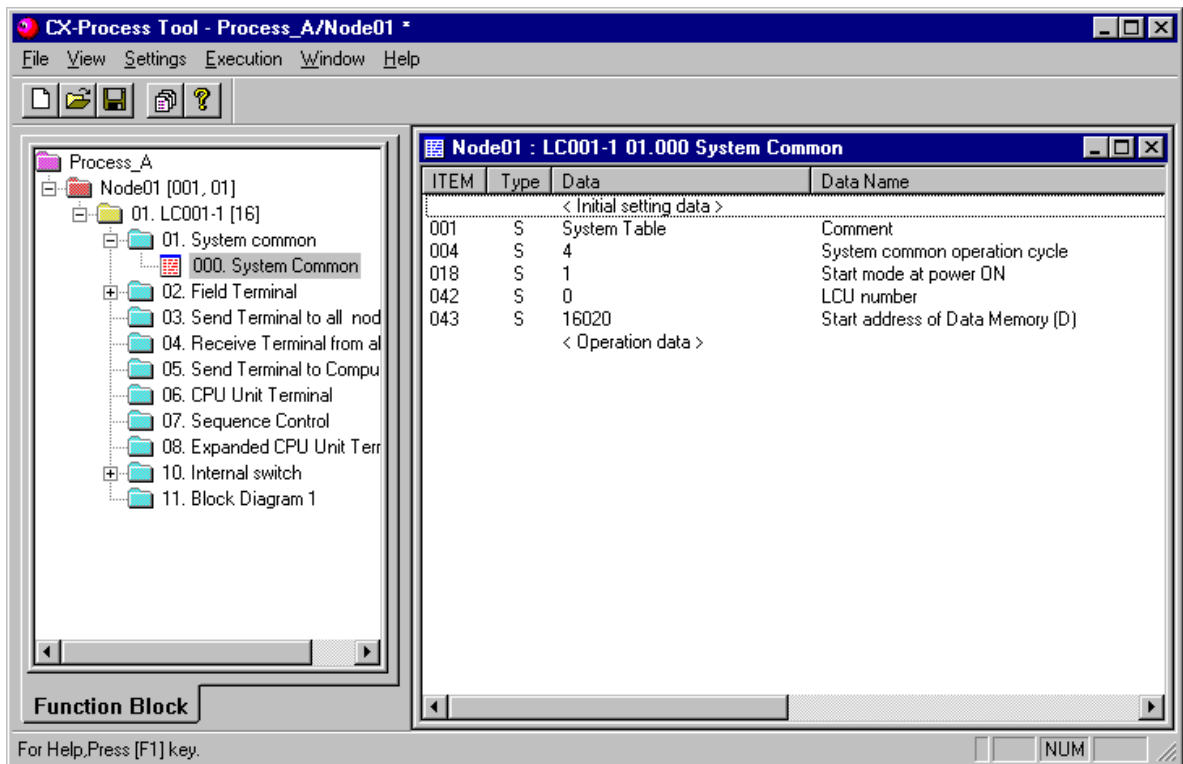 CX-Process Tool - Process_A/Node01 *
File View Settings Execution Window Help
Process_A
Node01 [001, 01]
01. LC001-1 [16]
01. System common
000. System Common
02. Field Terminal
03. Send Terminal to all nod
04. Receive Terminal from al
05. Send Terminal to Compu
06. CPU Unit Terminal
07. Sequence Control
08. Expanded CPU Unit Terr
10. Internal switch
11. Block Diagram 1
Function Block
Node01 : LC001-1 01.000 System Common
ITEM Type Data Data Name
< Initial setting data >
001 S System Table Comment
004 S 4 System common operation cycle
018 S 1 Start mode at power ON
042 S 0 LCU number
043 S 16020 Start address of Data Memory (D)
< Operation data >
For Help,Press [F1] key.
NUM